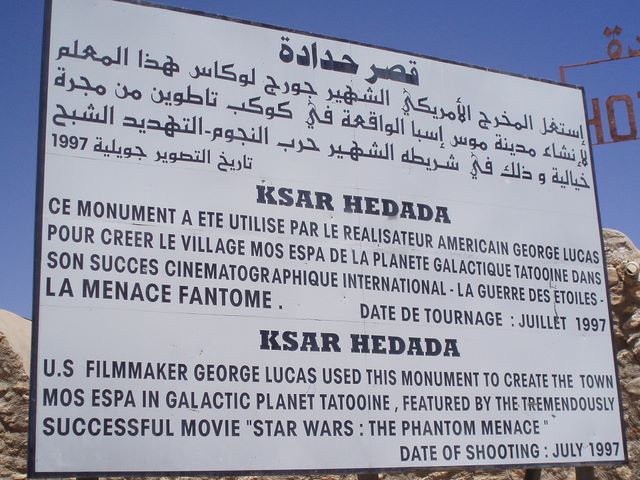 قصر حدادة
إستغل المخرج الأمريكي الشهير جورج لوكاس هذا المعلم
لإنشاء مدينة موس إسبا الواقعة في كوكب تاطوين من مجرة
خيالية و ذلك في شريطه الشهير حرب النجوم-التهديد الشبح
تاريخ التصوير جويلية 1997
KSAR HEDADA
CE MONUMENT A ETE UTILISE PAR LE REALISATEUR AMERICAIN GEORGE LUCAS
POUR CREER LE VILLAGE MOS ESPA DE LA PLANETE GALACTIQUE TATOOINE DANS
SON SUCCES CINEMATOGRAPHIQUE INTERNATIONAL - LA GUERRE DES ETOILES -
LA MENACE FANTOME .
DATE DE TOURNAGE : JUILLET 1997
KSAR HEDADA
U.S FILMMAKER GEORGE LUCAS USED THIS MONUMENT TO CREATE THE TOWN
MOS ESPA IN GALACTIC PLANET TATOOINE , FEATURED BY THE TREMENDOUSLY
SUCCESSFUL MOVIE "STAR WARS : THE PHANTOM MENACE "
DATE OF SHOOTING : JULY 1997